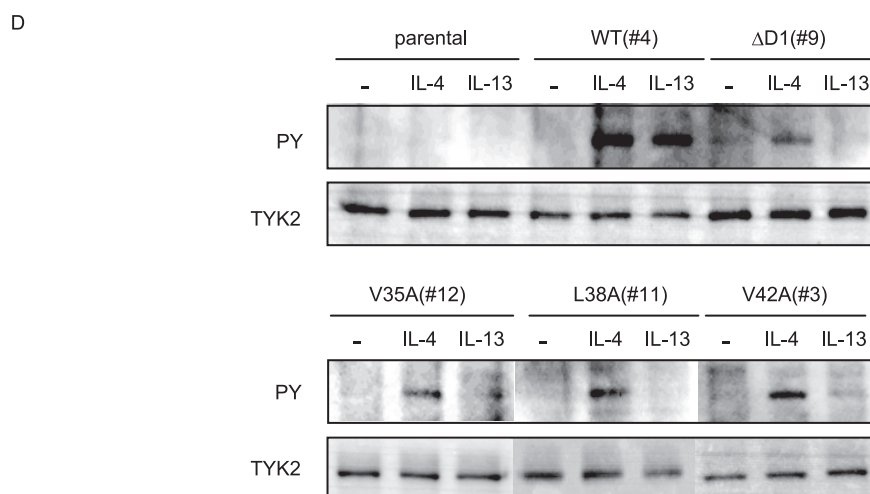 D
parental WT(#4) ΔD1(#9)
- IL-4 IL-13 - IL-4 IL-13 - IL-4 IL-13
PY
TYK2
V35A(#12) L38A(#11) V42A(#3)
- IL-4 IL-13 - IL-4 IL-13 - IL-4 IL-13
PY
TYK2